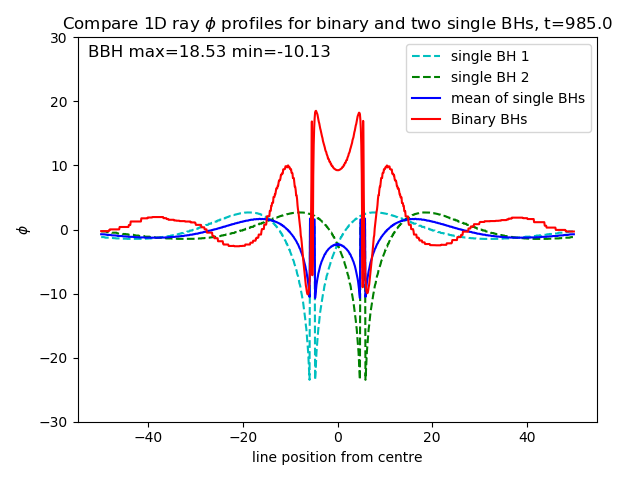 Compare 1D ray ϕ profiles for binary and two single BHs, t=985.0
BBH max=18.53 min=-10.13
single BH 1
single BH 2
mean of single BHs
Binary BHs
30
20
10
0
−10
−20
−30
ϕ
−40
−20
0
20
40
line position from centre